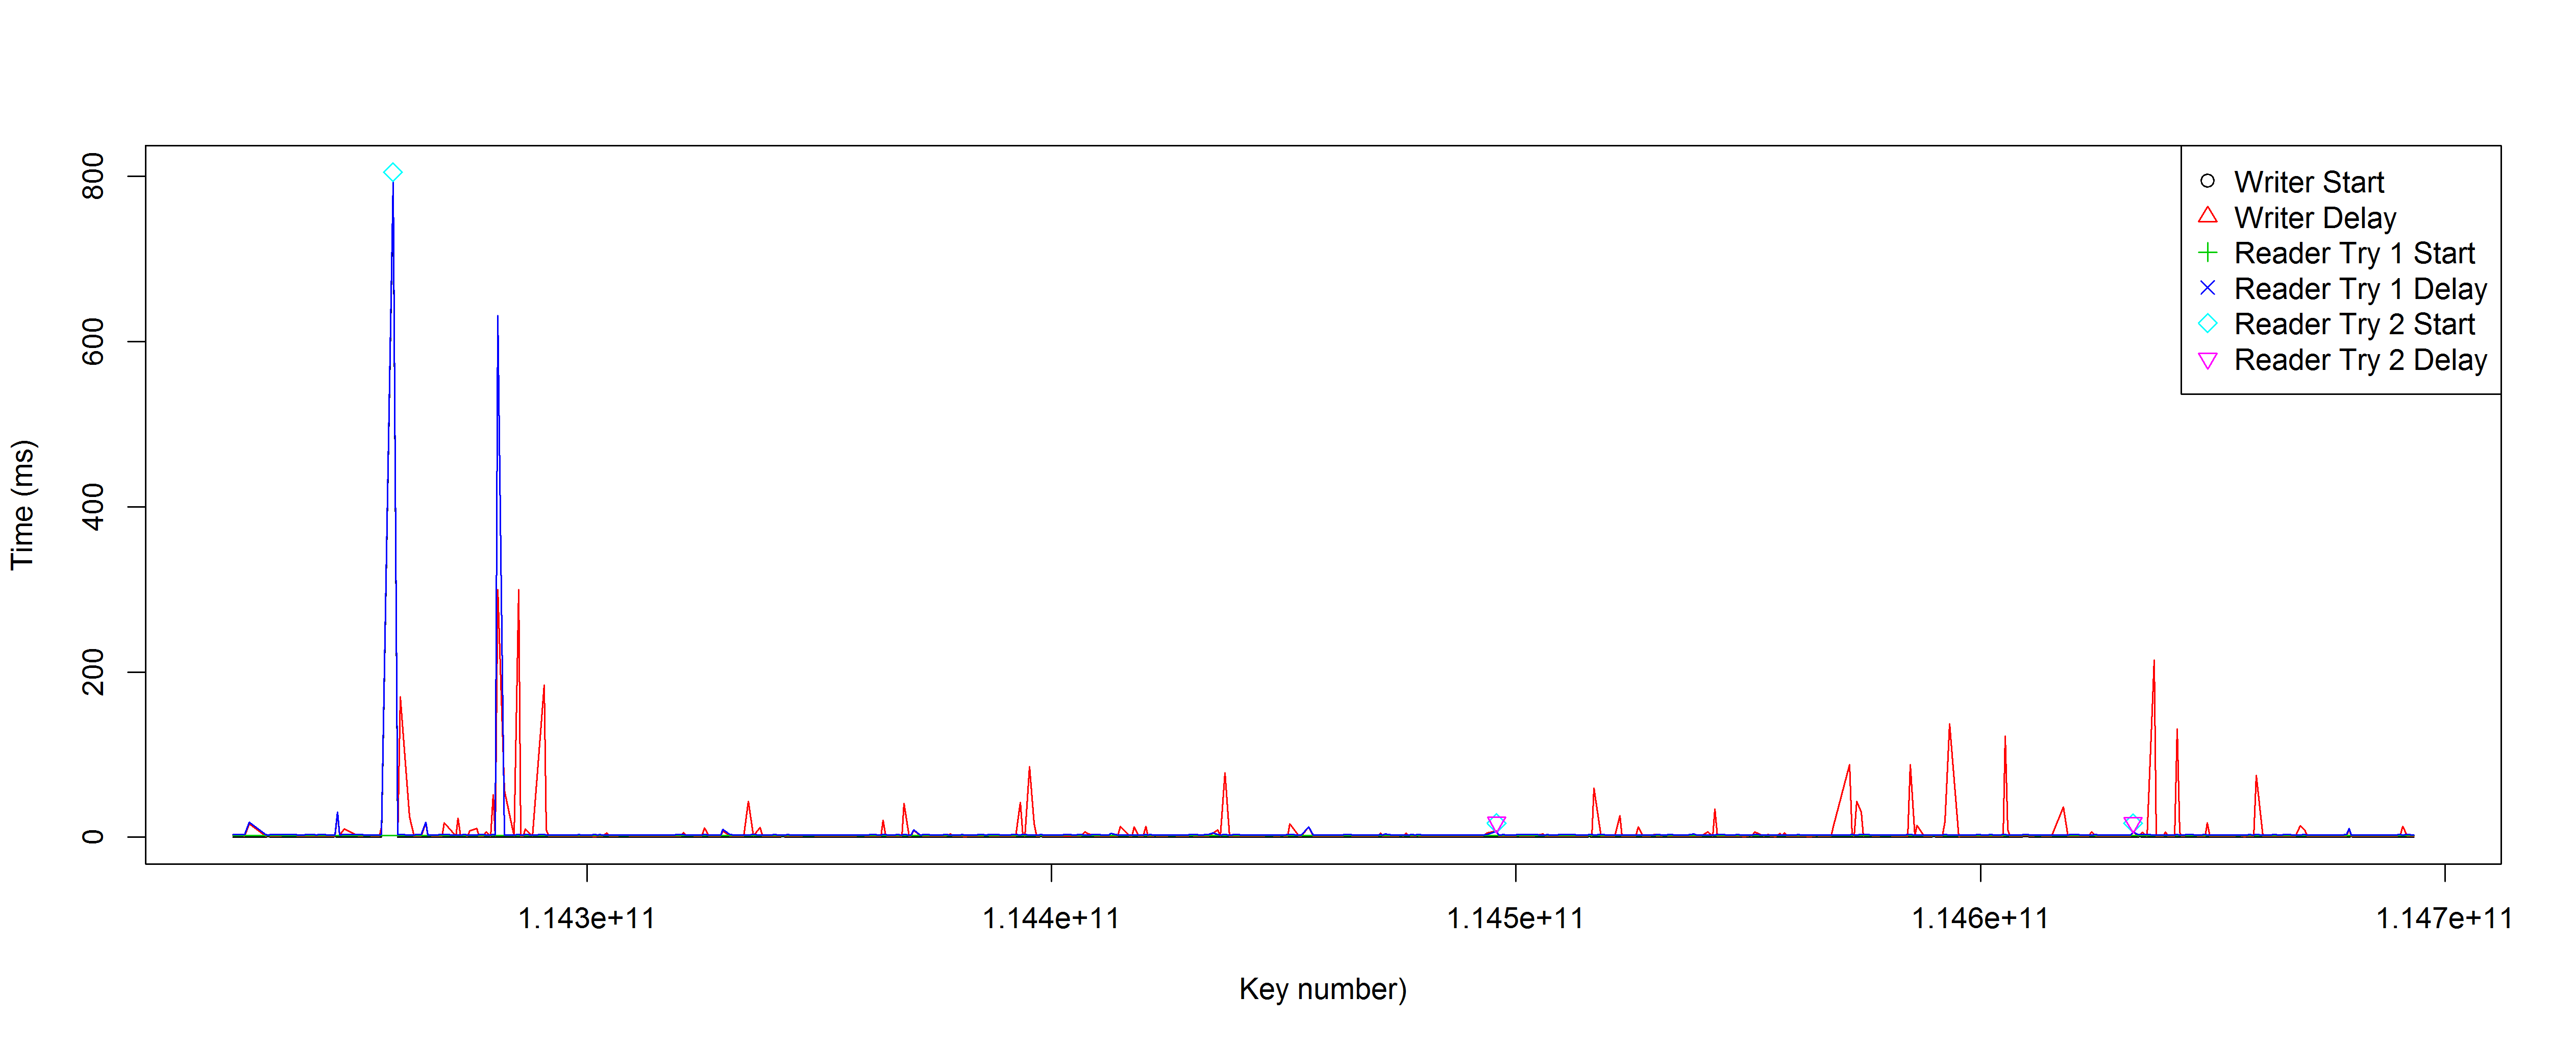 800
600
400
200
0
Time (ms)
Writer Start
Writer Delay
Reader Try 1 Start
Reader Try 1 Delay
Reader Try 2 Start
Reader Try 2 Delay
1.143e+11 1.144e+11 1.145e+11 1.146e+11 1.147e+11
Key number)